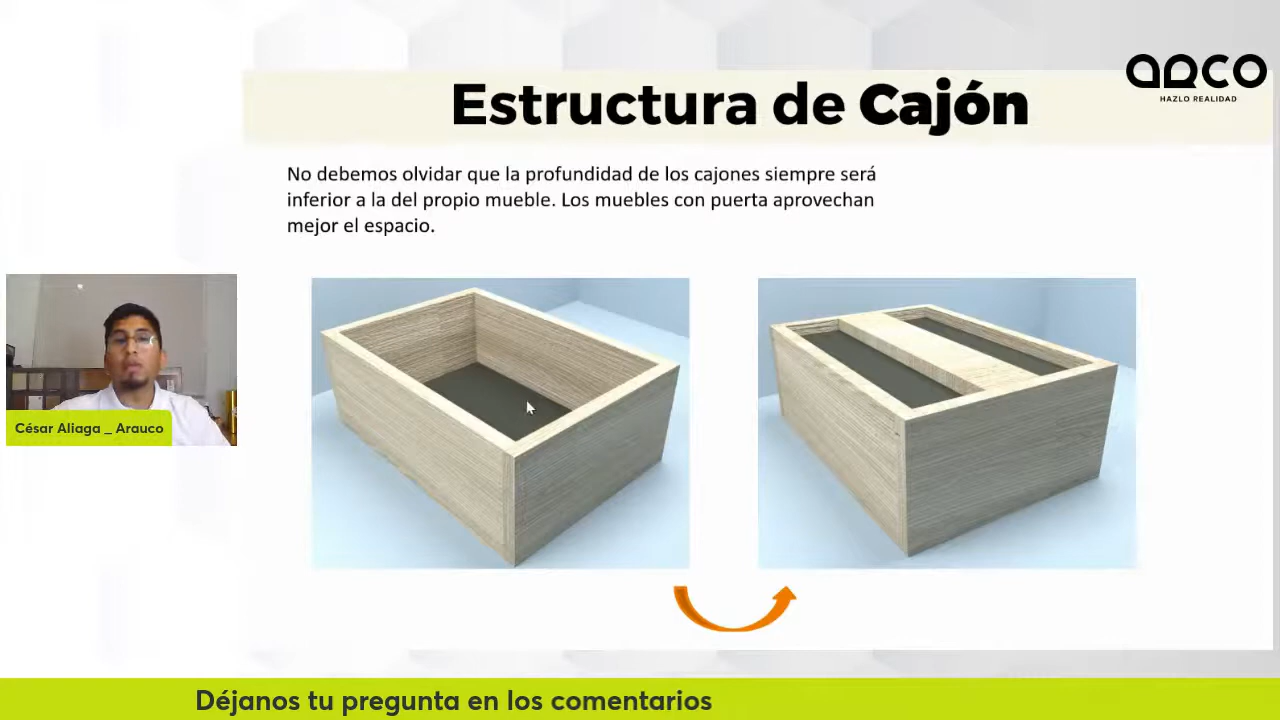 ARCO
HAZLO REALIDAD
Estructura de Cajón
No debemos olvidar que la profundidad de los cajones siempre será
inferior a la del propio mueble. Los muebles con puerta aprovechan
mejor el espacio.
César Aliaga _ Arauco
Déjanos tu pregunta en los comentarios